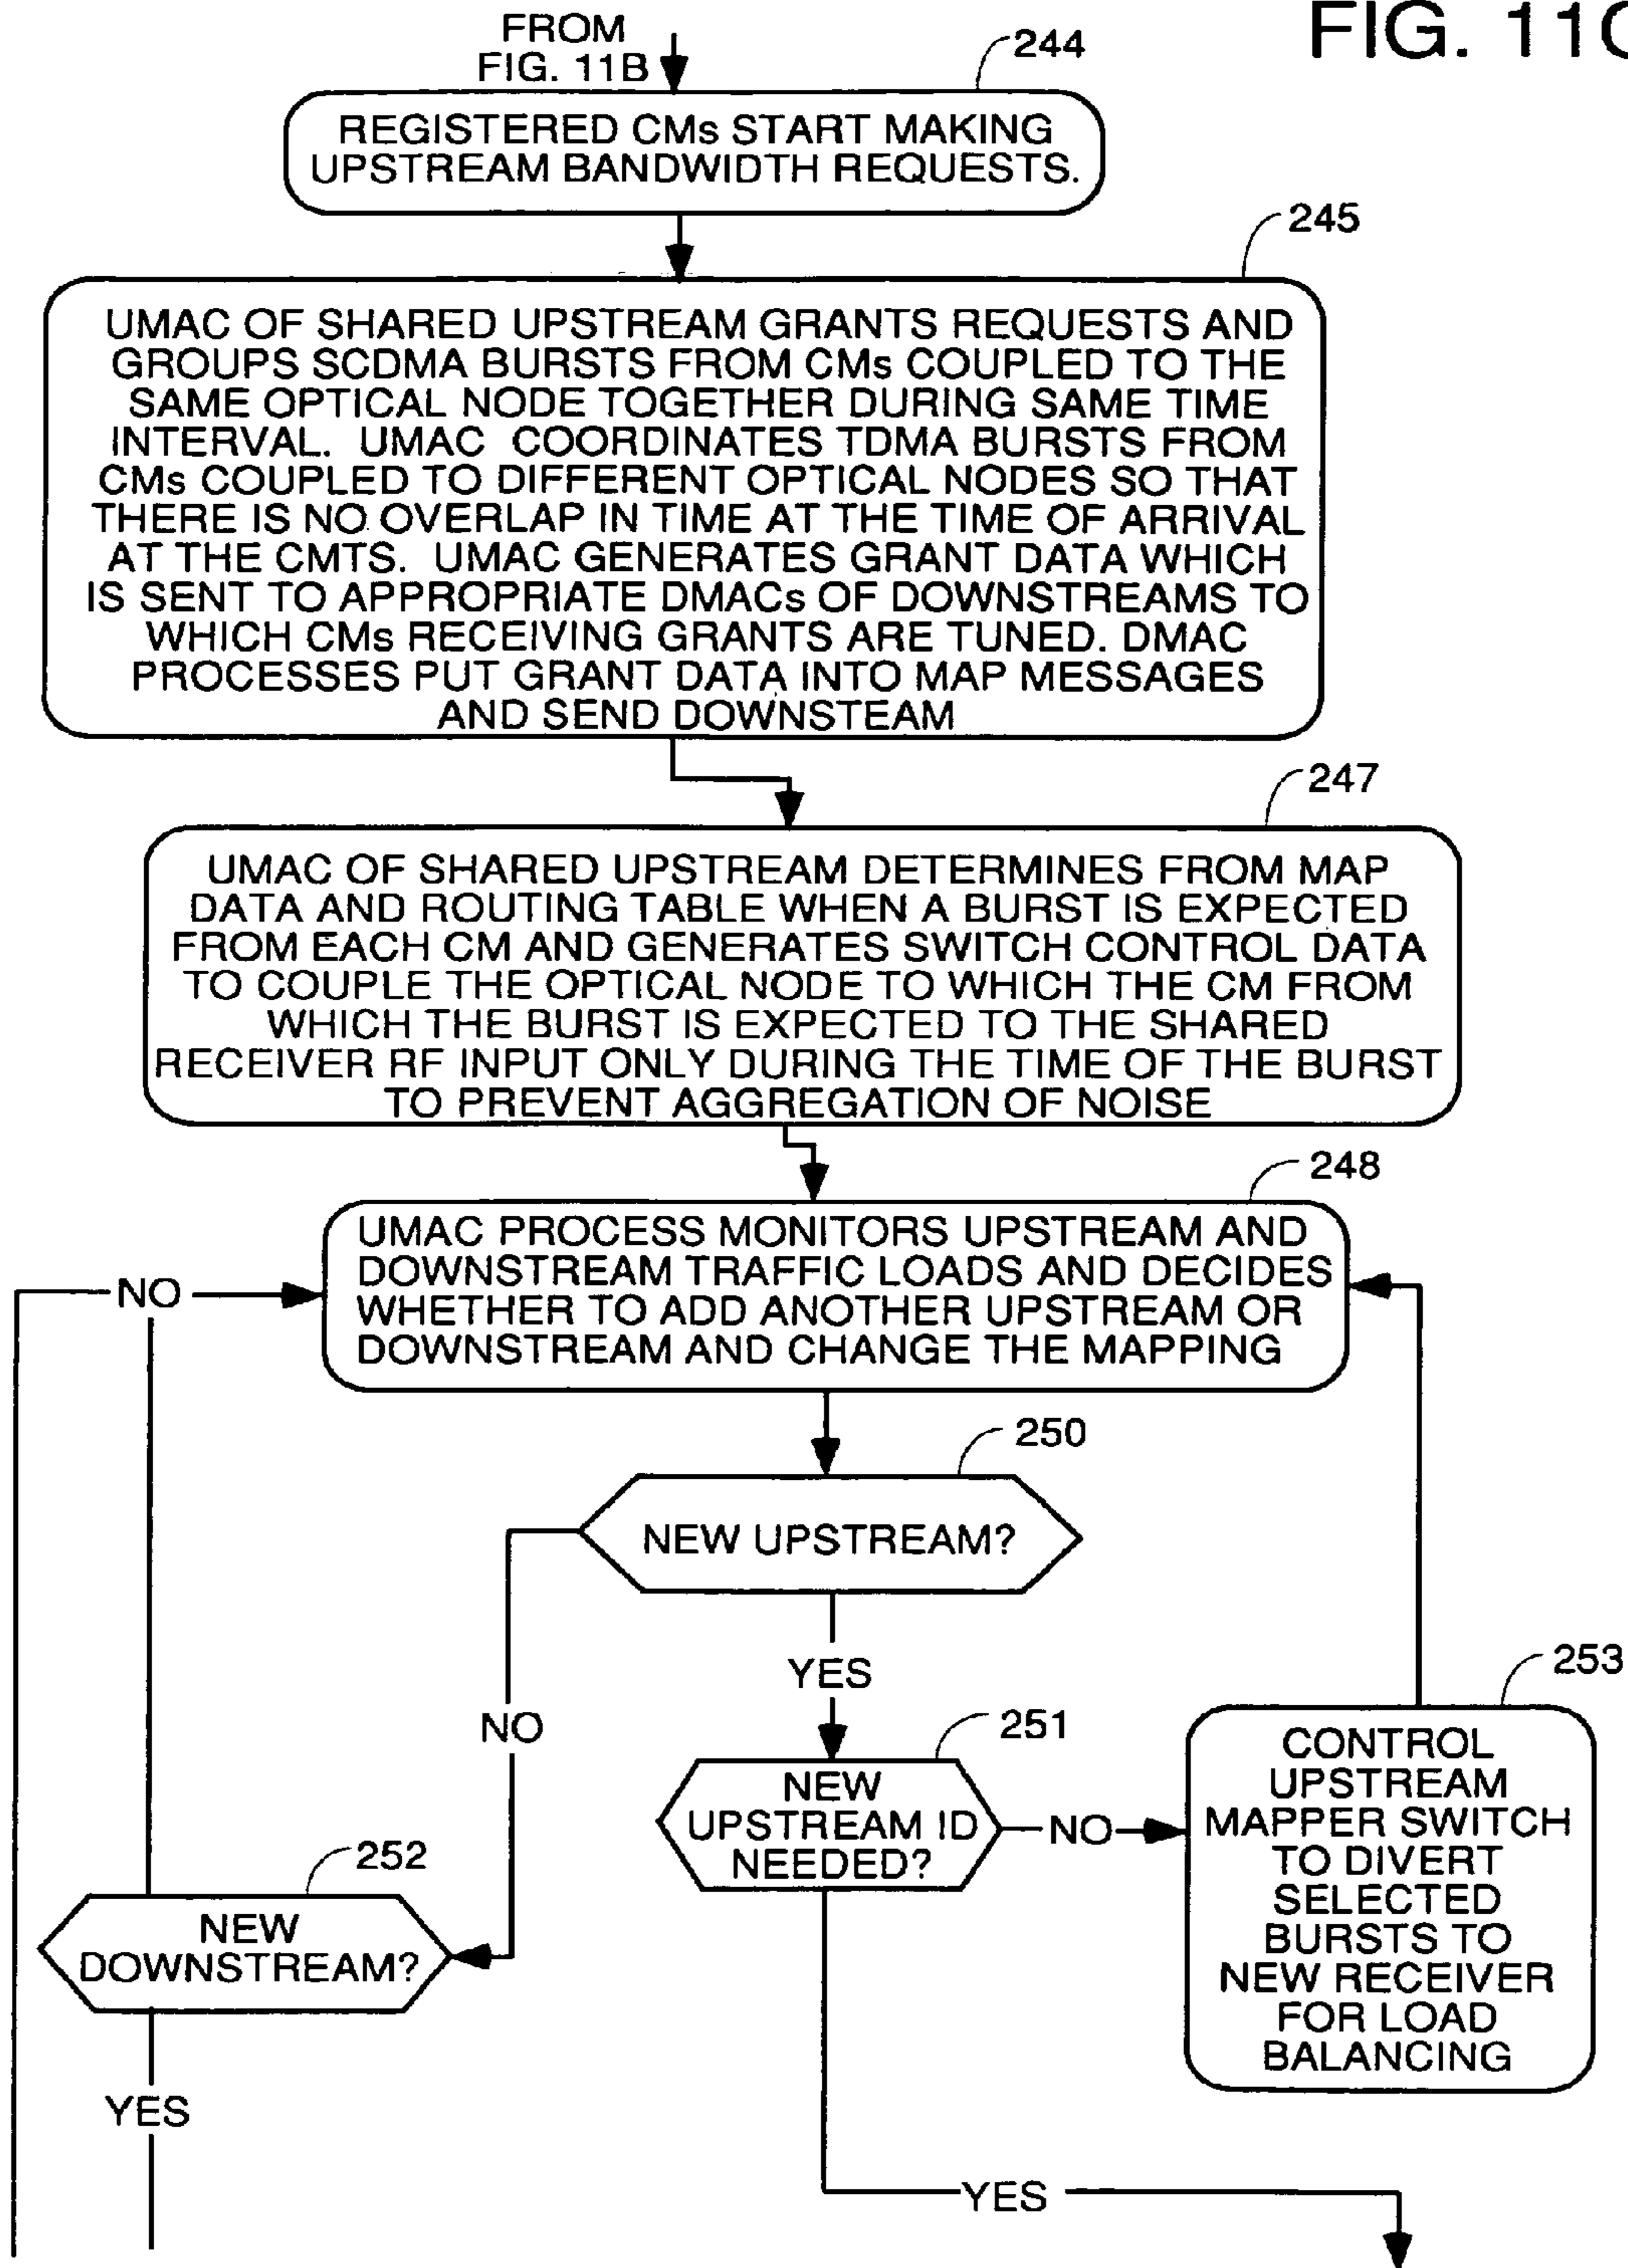 FROM
FIG. 11B
244
FIG. 11C
REGISTERED CMs START MAKING
UPSTREAM BANDWIDTH REQUESTS.
245
UMAC OF SHARED UPSTREAM GRANTS REQUESTS AND
GROUPS SCDMA BURSTS FROM CMs COUPLED TO THE
SAME OPTICAL NODE TOGETHER DURING SAME TIME
INTERVAL. UMAC COORDINATES TDMA BURSTS FROM
CMs COUPLED TO DIFFERENT OPTICAL NODES SO THAT
THERE IS NO OVERLAP IN TIME AT THE TIME OF ARRIVAL
AT THE CMTS. UMAC GENERATES GRANT DATA WHICH
IS SENT TO APPROPRIATE DMACs OF DOWNSTREAMS TO
WHICH CMs RECEIVING GRANTS ARE TUNED. DMAC
PROCESSES PUT GRANT DATA INTO MAP MESSAGES
AND SEND DOWNSTEAM
247
UMAC OF SHARED UPSTREAM DETERMINES FROM MAP
DATA AND ROUTING TABLE WHEN A BURST IS EXPECTED
FROM EACH CM AND GENERATES SWITCH CONTROL DATA
TO COUPLE THE OPTICAL NODE TO WHICH THE CM FROM
WHICH THE BURST IS EXPECTED TO THE SHARED
RECEIVER RF INPUT ONLY DURING THE TIME OF THE BURST
TO PREVENT AGGREGATION OF NOISE
248
UMAC PROCESS MONITORS UPSTREAM AND
DOWNSTREAM TRAFFIC LOADS AND DECIDES
WHETHER TO ADD ANOTHER UPSTREAM OR
DOWNSTREAM AND CHANGE THE MAPPING
NO
250
NEW UPSTREAM?
YES
NO
251
NEW
UPSTREAM ID
NEEDED?
NO
253
CONTROL
UPSTREAM
MAPPER SWITCH
TO DIVERT
SELECTED
BURSTS TO
NEW RECEIVER
FOR LOAD
BALANCING
252
NEW
DOWNSTREAM?
YES
YES